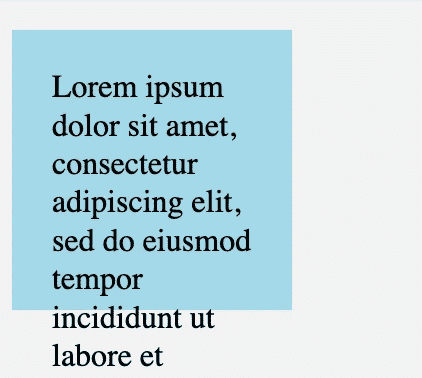 Lorem ipsum
dolor sit amet,
consectetur
adipiscing elit,
sed do eiusmod
tempor
incididunt ut
labore et